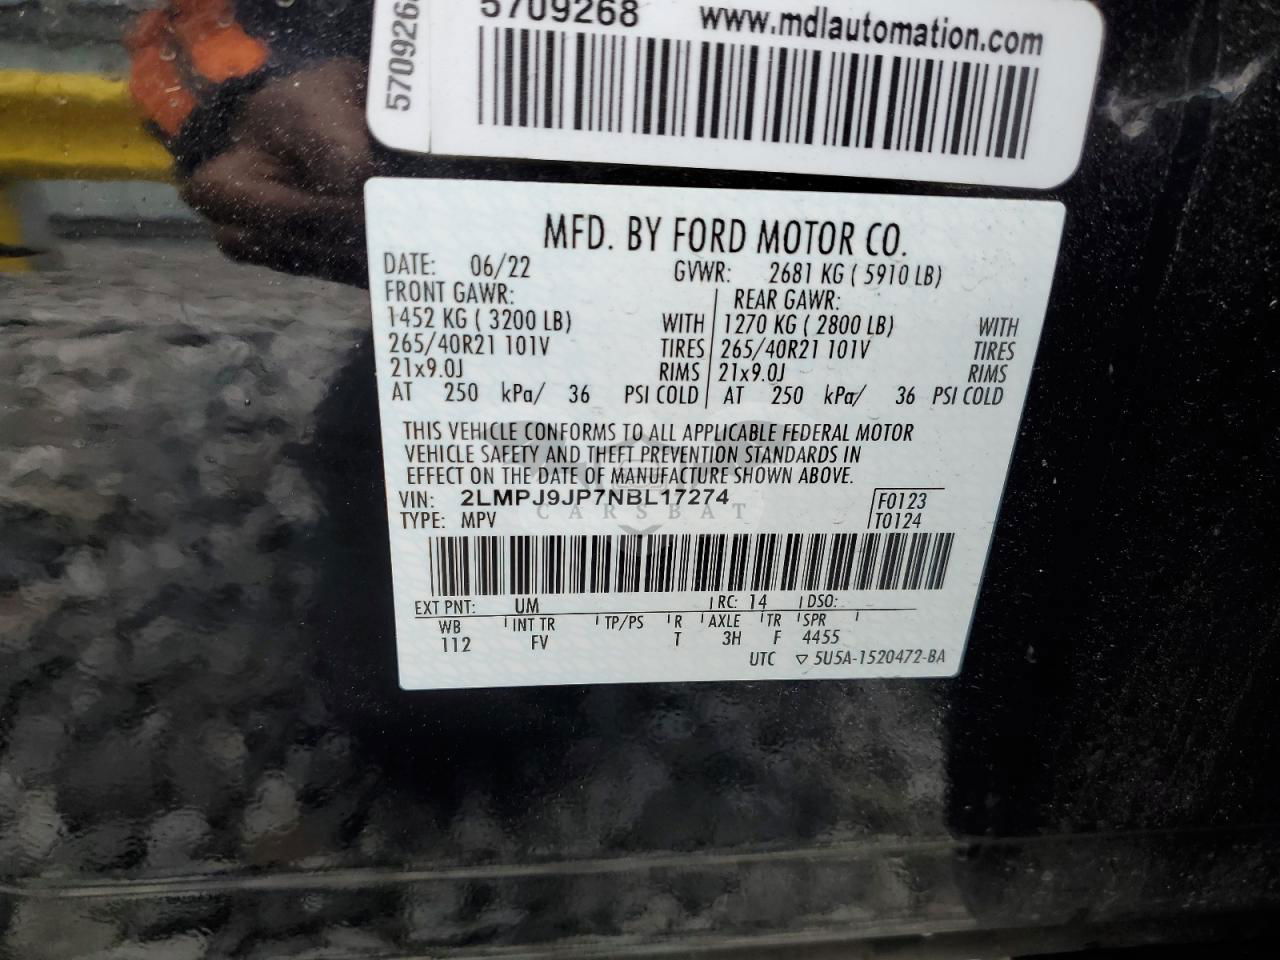 5709268 www.mdlautomation.com
5709268
MFD. BY FORD MOTOR CO.
DATE: 06/22 GVWR: 2681 KG ( 5910 LB)
FRONT GAWR: REAR GAWR:
1452 KG ( 3200 LB) WITH 1270 KG ( 2800 LB) WITH
265/40R21 101V TIRES 265/40R21 101V TIRES
21x9.0J RIMS 21x9.0J RIMS
AT 250 kPa/ 36 PSI COLD AT 250 kPa/ 36 PSI COLD
THIS VEHICLE CONFORMS TO ALL APPLICABLE FEDERAL MOTOR
VEHICLE SAFETY AND THEFT PREVENTION STANDARDS IN
EFFECT ON THE DATE OF MANUFACTURE SHOWN ABOVE.
VIN: 2LMPJ9JP7NBL17274 F0123
TYPE: MPV T0124
CARSBAT
EXT PNT: UM RC: 14 DSO:
WB INT TR TP/PS R AXLE TR SPR
112 FV T 3H F 4455
UTC ▽ 5U5A-1520472-BA